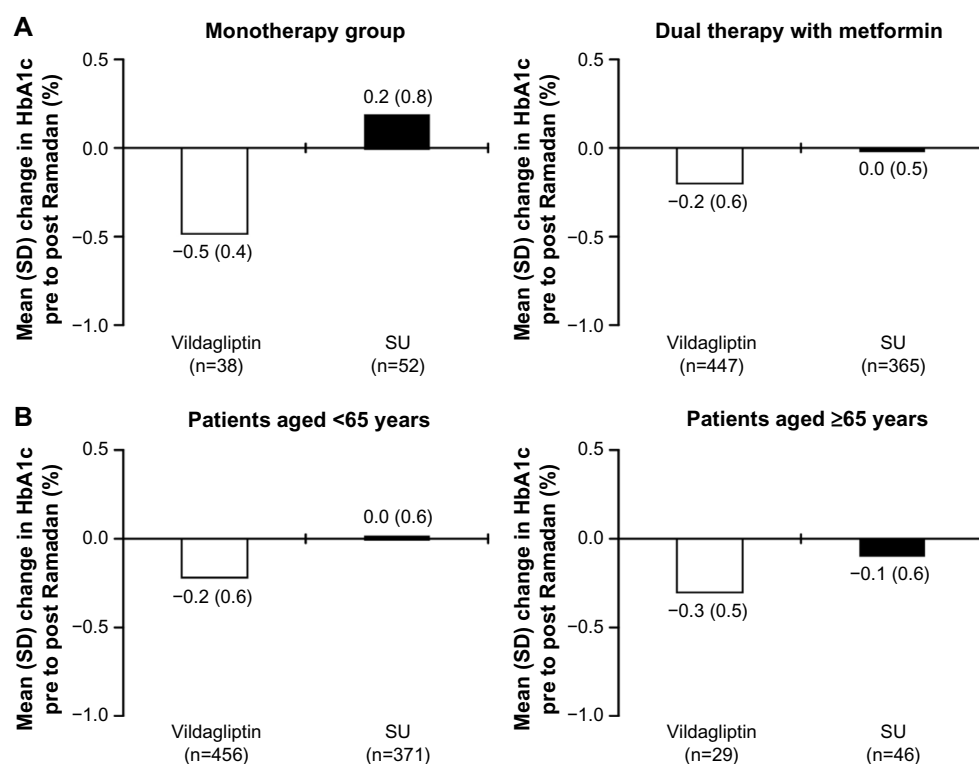 A
Monotherapy group
Mean (SD) change in HbA1c
pre to post Ramadan (%)
0.5
0.0
−0.5
−1.0
0.2 (0.8)
−0.5 (0.4)
Vildagliptin
(n=38)
SU
(n=52)
Dual therapy with metformin
Mean (SD) change in HbA1c
pre to post Ramadan (%)
0.5
0.0
−0.5
−1.0
−0.2 (0.6)
0.0 (0.5)
Vildagliptin
(n=447)
SU
(n=365)
B
Patients aged <65 years
Mean (SD) change in HbA1c
pre to post Ramadan (%)
0.5
0.0
−0.5
−1.0
0.0 (0.6)
−0.2 (0.6)
Vildagliptin
(n=456)
SU
(n=371)
Patients aged ≥65 years
Mean (SD) change in HbA1c
pre to post Ramadan (%)
0.5
0.0
−0.5
−1.0
−0.3 (0.5)
−0.1 (0.6)
Vildagliptin
(n=29)
SU
(n=46)